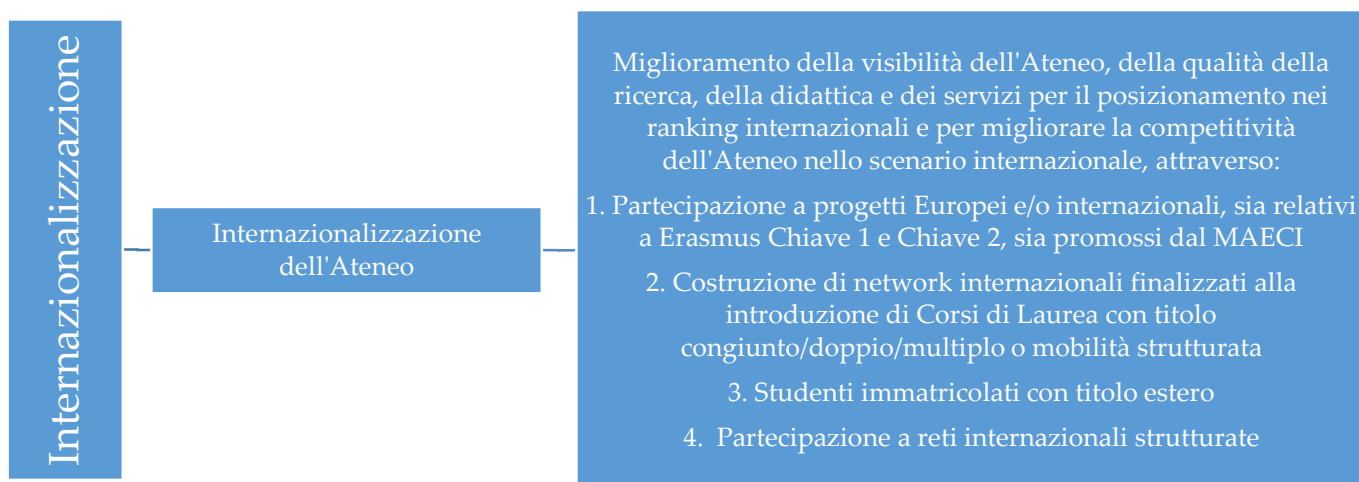 Internazionalizzazione
Internazionalizzazione
dell'Ateneo
Miglioramento della visibilità dell'Ateneo, della qualità della
ricerca, della didattica e dei servizi per il posizionamento nei
ranking internazionali e per migliorare la competitività
dell'Ateneo nello scenario internazionale, attraverso:
1. Partecipazione a progetti Europei e/o internazionali, sia relativi
a Erasmus Chiave 1 e Chiave 2, sia promossi dal MAECI
2. Costruzione di network internazionali finalizzati alla
introduzione di Corsi di Laurea con titolo
congiunto/doppio/multiplo o mobilità strutturata
3. Studenti immatricolati con titolo estero
4. Partecipazione a reti internazionali strutturate